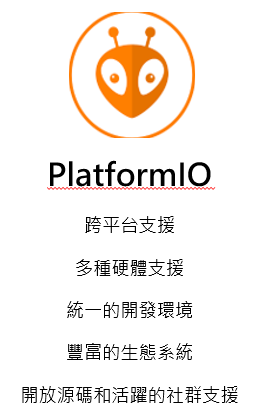 PlatformIO
跨平台支援
多種硬體支援
統一的開發環境
豐富的生態系統
開放源碼和活躍的社群支援